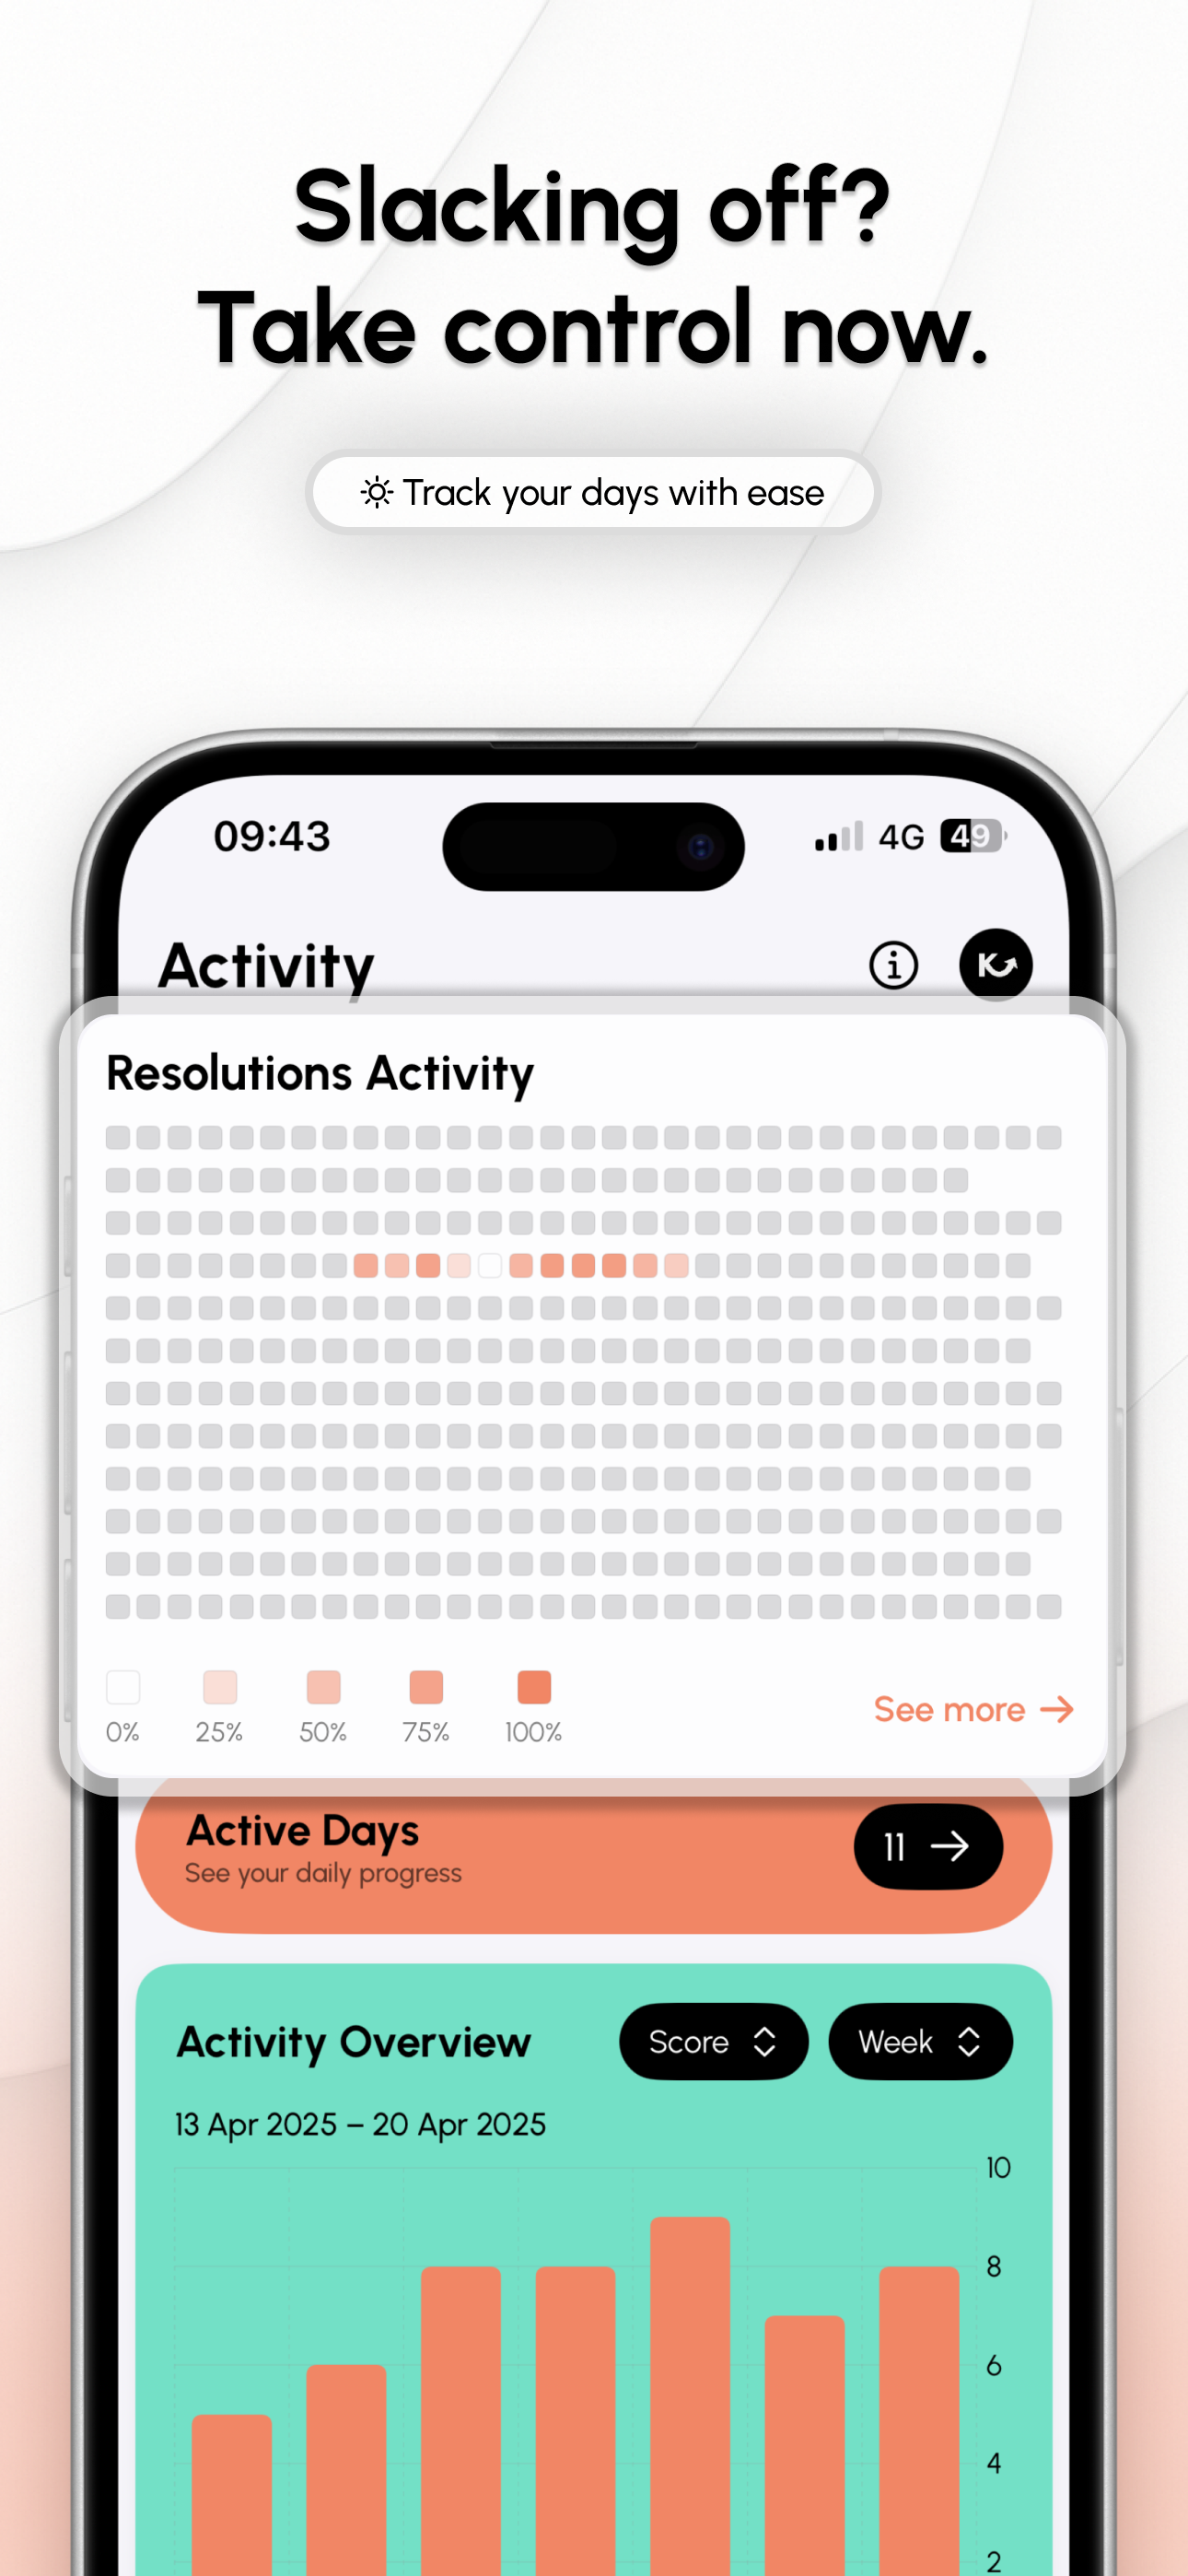 Slacking off?
Take control now.
Track your days with ease
09:43
4G 49
Activity
Resolutions Activity
0% 25% 50% 75% 100%
See more
Active Days
See your daily progress
11
Activity Overview
Score
Week
13 Apr 2025 – 20 Apr 2025
10
8
6
4
2